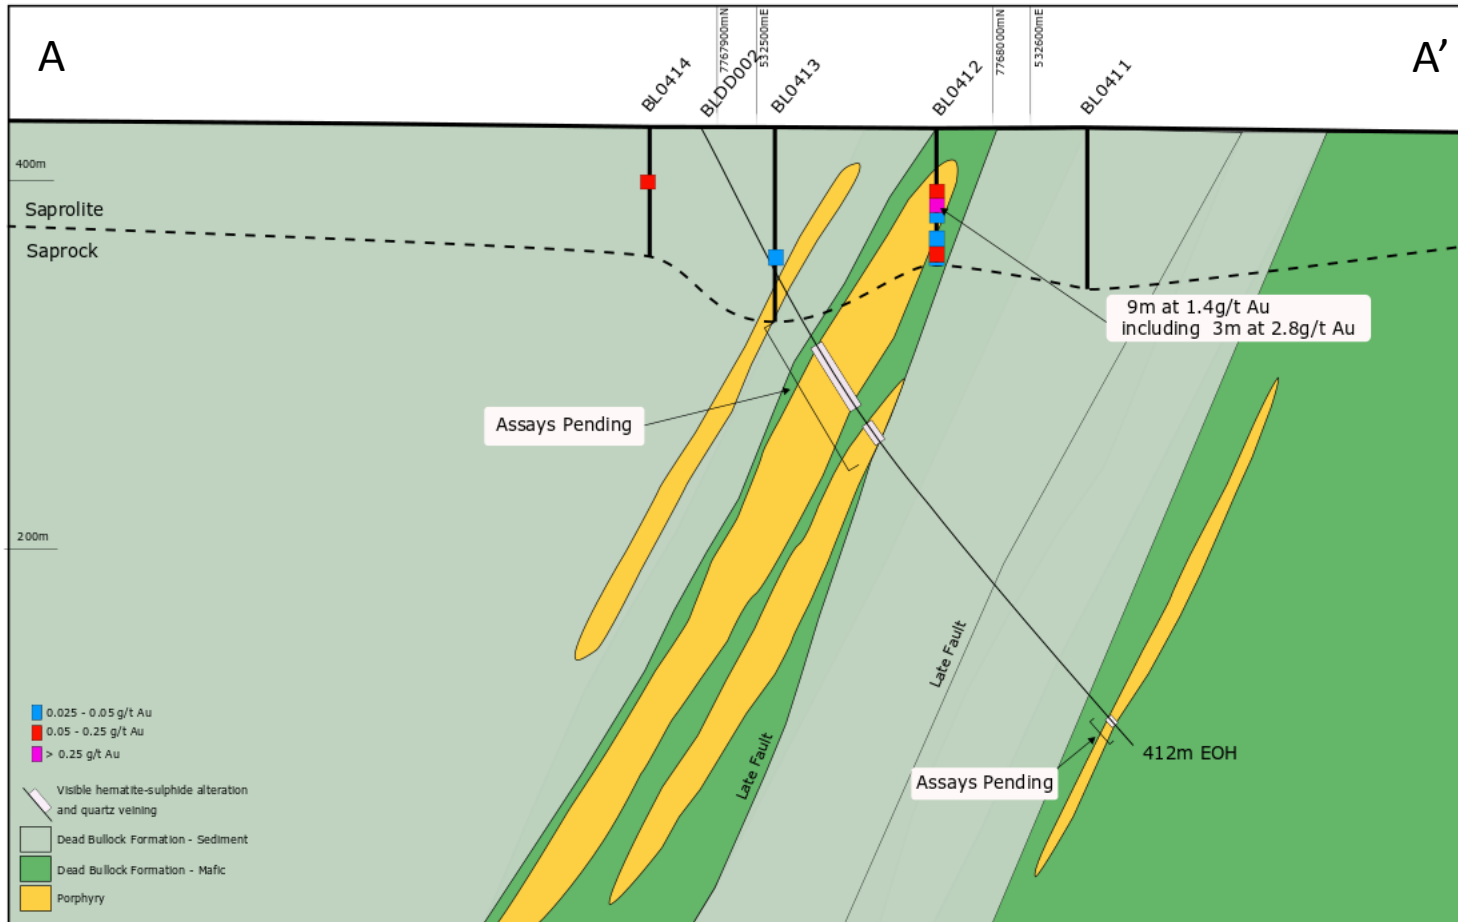 A
A’
7767900mN
532500mE
7768000mN
532600mE
BL0414
BLDD002
BL0413
BL0412
BL0411
400m
Saprolite
Saprock
9m at 1.4g/t Au
including 3m at 2.8g/t Au
Assays Pending
200m
Late Fault
Late Fault
412m EOH
Assays Pending
0.025 - 0.05 g/t Au
0.05 - 0.25 g/t Au
> 0.25 g/t Au
Visible hematite-sulphide alteration
and quartz veining
Dead Bullock Formation - Sediment
Dead Bullock Formation - Mafic
Porphyry